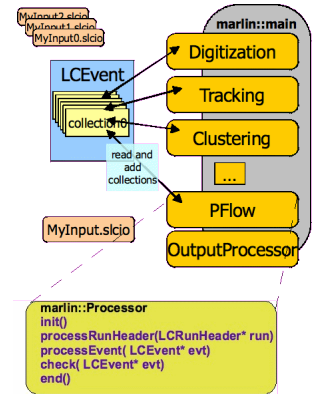 MyInput2.slcio
MyInput1.slcio
MyInput0.slcio
marlin::main
LCEvent
collection0
read and
add
collections
Digitization
Tracking
Clustering
...
PFlow
OutputProcessor
MyInput.slcio
marlin::Processor
init()
processRunHeader(LCRunHeader* run)
processEvent( LCEvent* evt)
check( LCEvent* evt)
end()